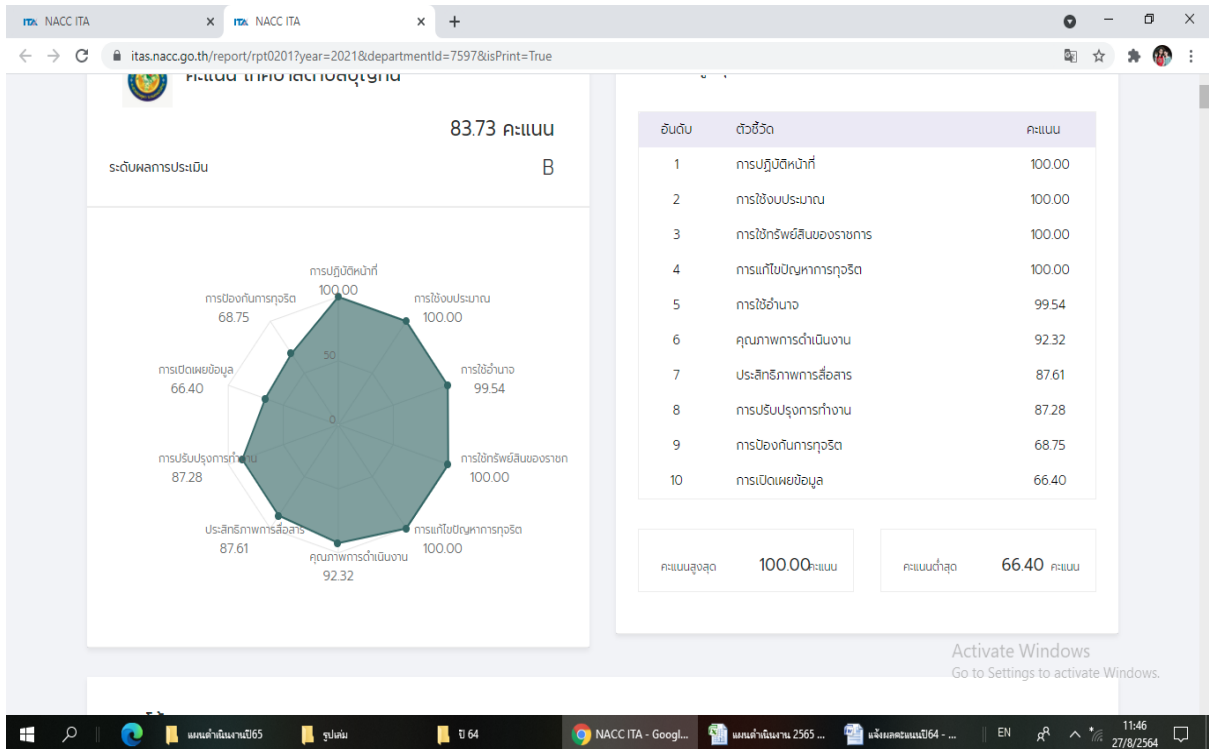 NACC ITA
NACC ITA
itas.nacc.go.th/report/rpt0201?year=2021&departmentId=7597&isPrint=True
คะแนน เทศบาลตำบลบุญทัน
83.73 คะแนน
ระดับผลการประเมิน B
การปฏิบัติหน้าที่
100.00
การป้องกันการทุจริต
68.75
การใช้งบประมาณ
100.00
50
การเปิดเผยข้อมูล
66.40
การใช้อำนาจ
99.54
0
การปรับปรุงการทำงาน
87.28
การใช้ทรัพย์สินของราชก
100.00
ประสิทธิภาพการสื่อสาร
87.61
การแก้ไขปัญหาการทุจริต
100.00
คุณภาพการดำเนินงาน
92.32
อันดับ ตัวชี้วัด คะแนน
1 การปฏิบัติหน้าที่ 100.00
2 การใช้งบประมาณ 100.00
3 การใช้ทรัพย์สินของราชการ 100.00
4 การแก้ไขปัญหาการทุจริต 100.00
5 การใช้อำนาจ 99.54
6 คุณภาพการดำเนินงาน 92.32
7 ประสิทธิภาพการสื่อสาร 87.61
8 การปรับปรุงการทำงาน 87.28
9 การป้องกันการทุจริต 68.75
10 การเปิดเผยข้อมูล 66.40
คะแนนสูงสุด 100.00 คะแนน
คะแนนต่ำสุด 66.40 คะแนน
Activate Windows
Go to Settings to activate Windows.
แผนดำเนินงานปี65
รูปเล่ม
ปี 64
NACC ITA - Googl...
แผนดำเนินงาน 2565 ...
แจ้งผลคะแนนปี64 - ...
EN
11:46
27/8/2564